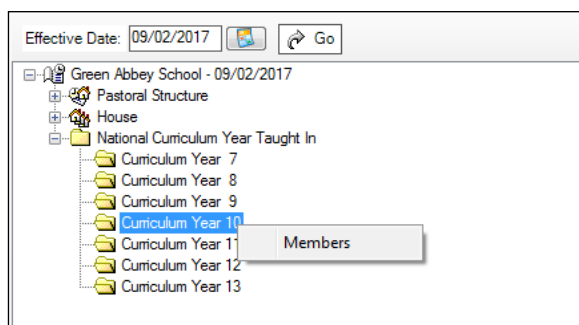 Effective Date: 09/02/2017 Go
Green Abbey School - 09/02/2017
Pastoral Structure
House
National Curriculum Year Taught In
Curriculum Year 7
Curriculum Year 8
Curriculum Year 9
Curriculum Year 10
Members
Curriculum Year 11
Curriculum Year 12
Curriculum Year 13